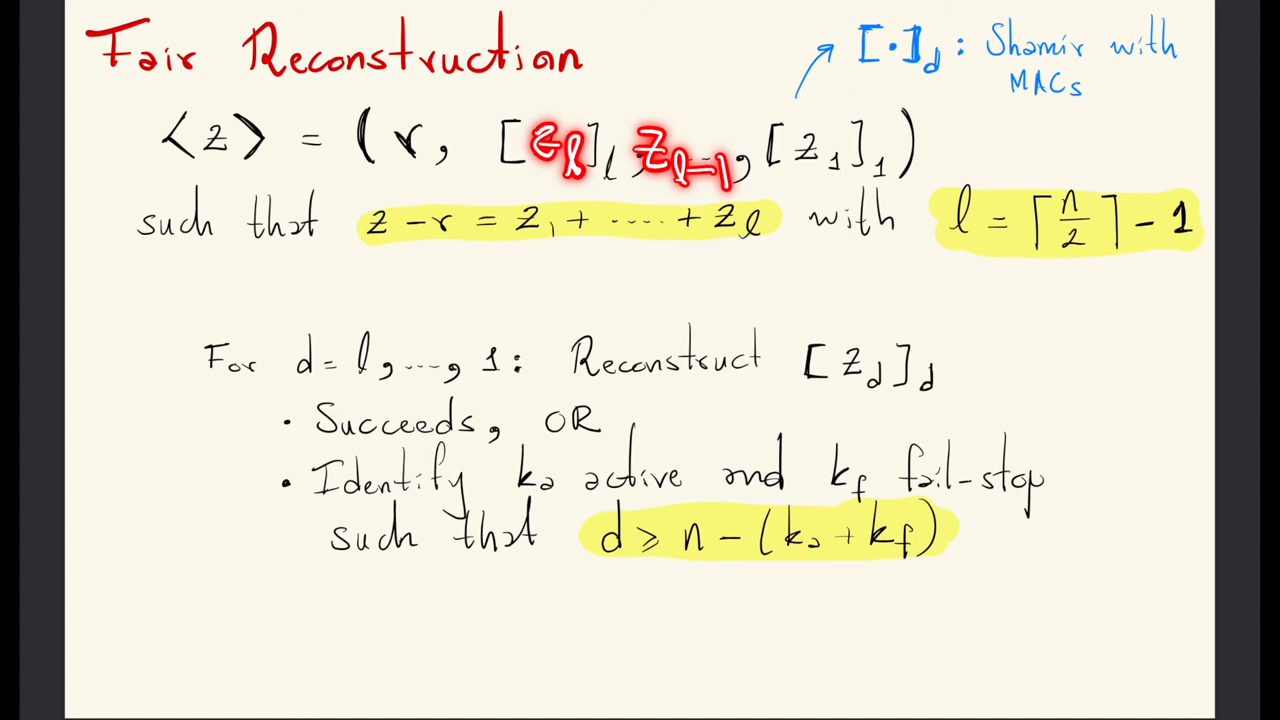 Fair Reconstruction
[·]_d : Shamir with
MACs
⟨z⟩ = (r, [z_l]_l, z_{l-1}, ..., [z_1]_1)
such that z - r = z_1 + ..... + z_l with l = ⌈n/2⌉ - 1
For d = l, ..., 1: Reconstruct [z_d]_d
• Succeeds, OR
• Identify k_a active and k_f fail-stop
such that d ≥ n - (k_a + k_f)